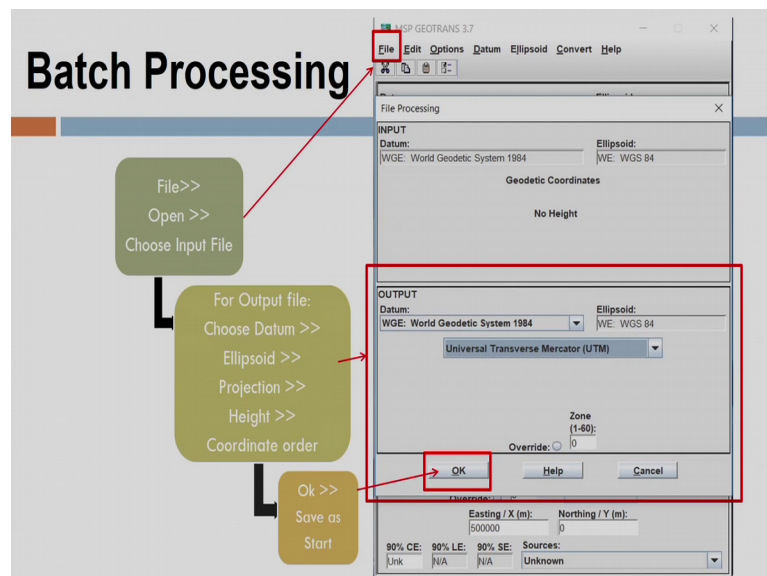 Batch Processing
File>>
Open >>
Choose Input File
For Output file:
Choose Datum >>
Ellipsoid >>
Projection >>
Height >>
Coordinate order
Ok >>
Save as
Start
MSP GEOTRANS 3.7
File Edit Options Datum Ellipsoid Convert Help
File Processing
INPUT
Datum: Ellipsoid:
WGE: World Geodetic System 1984 WE: WGS 84
Geodetic Coordinates
No Height
OUTPUT
Datum: Ellipsoid:
WGE: World Geodetic System 1984 WE: WGS 84
Universal Transverse Mercator (UTM)
Zone
(1-60):
Override: 0
OK Help Cancel
Override:
Easting / X (m): Northing / Y (m):
500000 0
90% CE: 90% LE: 90% SE: Sources:
Unk N/A N/A Unknown